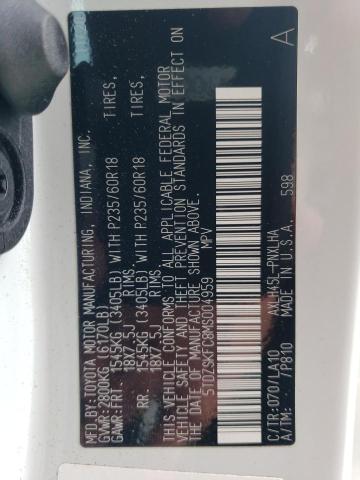 MFD. BY:TOYOTA MOTOR MANUFACTURING, INDIANA, INC.
GVWR: 2800KG (6170LB)
GAWR:FRT. 1545KG (3405LB) WITH P235/60R18 TIRES,
18X7.5J RIMS
RR. 1545KG (3405LB) WITH P235/60R18 TIRES,
18X7.5J RIMS
THIS VEHICLE CONFORMS TO ALL APPLICABLE FEDERAL MOTOR
VEHICLE SAFETY AND THEFT PREVENTION STANDARDS IN EFFECT ON
THE DATE OF MANUFACTURE SHOWN ABOVE.
5TDZSKFC8MS004959 MPV
C/TR:070/LA10 AXLH45L-PNXLHA
A/TM: -/P810 MADE IN U.S.A. 598
A